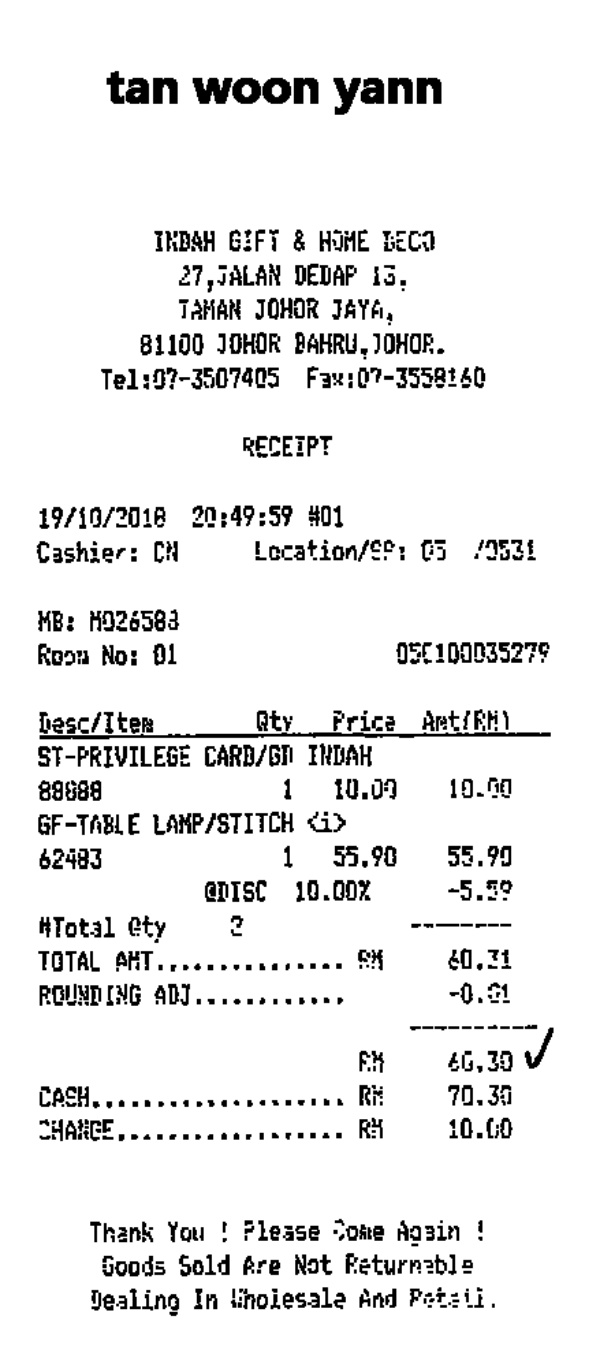 tan woon yann
INDAH GIFT & HOME DECO
27,JALAN DEDAP 13,
TAMAN JOHOR JAYA,
81100 JOHOR BAHRU,JOHOR.
Tel:07-3507405 Fax:07-3558160
RECEIPT
19/10/2018 20:49:59 #01
Cashier: CN Location/SP: 05 /0531
MB: M026588
Room No: 01 05C100035279
Desc/Item Qty Price Amt(RM)
ST-PRIVILEGE CARD/GD INDAH
88888 1 10.00 10.00
GF-TABLE LAMP/STITCH <i>
62483 1 55.90 55.90
@DISC 10.00% -5.59
#Total Qty 2 --------
TOTAL AMT............... RM 60.31
ROUNDING ADJ............ -0.01
----------
RM 60.30
CASH.................... RM 70.30
CHANGE.................. RM 10.00
Thank You ! Please Come Again !
Goods Sold Are Not Returnable
Dealing In Wholesale And Retail.